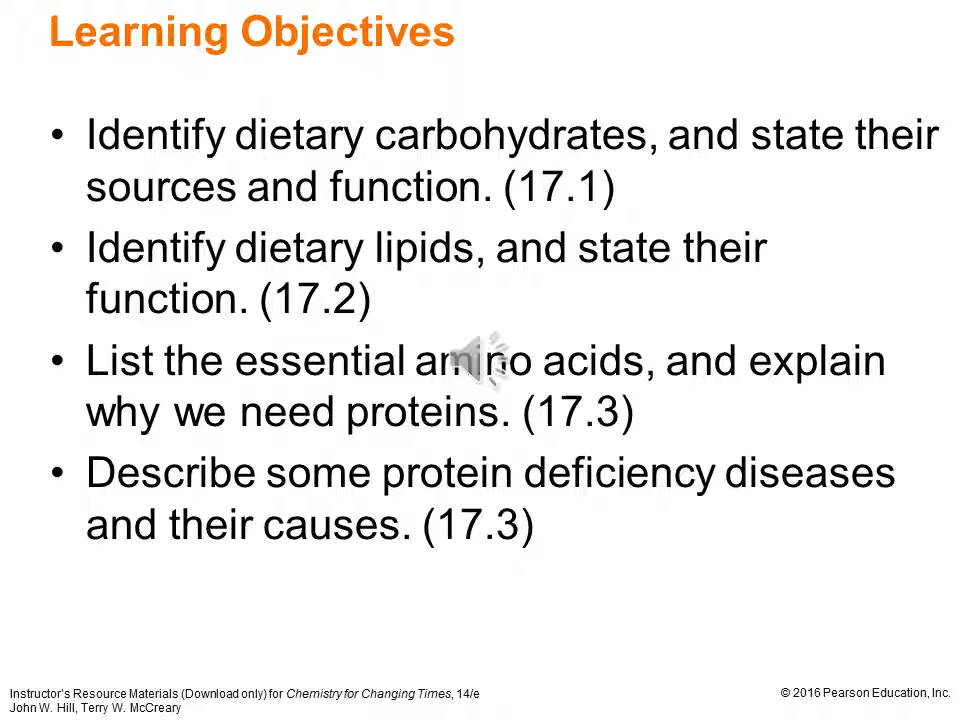 Learning Objectives
• Identify dietary carbohydrates, and state their
sources and function. (17.1)
• Identify dietary lipids, and state their
function. (17.2)
• List the essential amino acids, and explain
why we need proteins. (17.3)
• Describe some protein deficiency diseases
and their causes. (17.3)
Instructor's Resource Materials (Download only) for Chemistry for Changing Times, 14/e
John W. Hill, Terry W. McCreary
© 2016 Pearson Education, Inc.